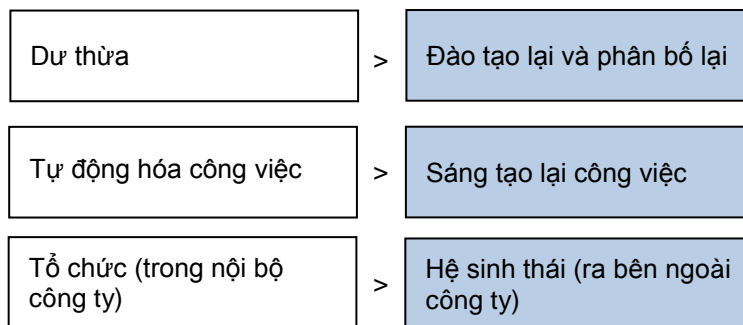 Dư thừa > Đào tạo lại và phân bố lại
Tự động hóa công việc > Sáng tạo lại công việc
Tổ chức (trong nội bộ
công ty)
>
Hệ sinh thái (ra bên ngoài
công ty)